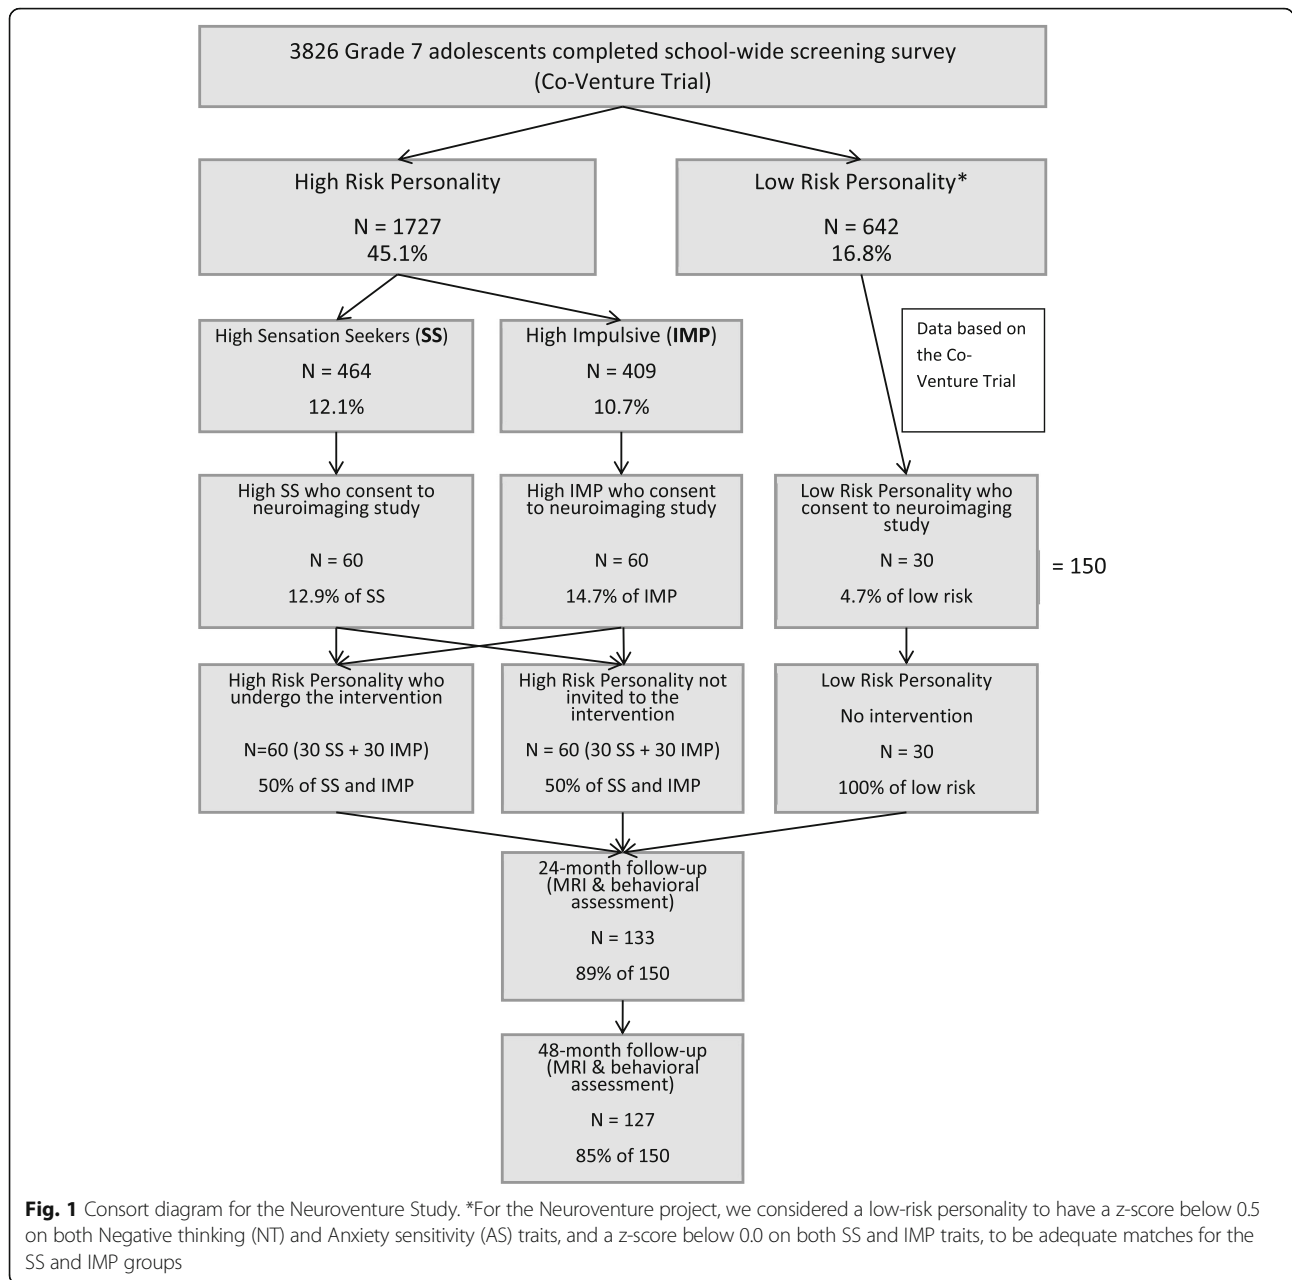 3826 Grade 7 adolescents completed school-wide screening survey
(Co-Venture Trial)
High Risk Personality
N = 1727
45.1%
Low Risk Personality*
N = 642
16.8%
High Sensation Seekers (SS)
N = 464
12.1%
High Impulsive (IMP)
N = 409
10.7%
Data based on
the Co-
Venture Trial
High SS who consent to
neuroimaging study
N = 60
12.9% of SS
High IMP who consent
to neuroimaging study
N = 60
14.7% of IMP
Low Risk Personality who
consent to neuroimaging
study
N = 30
4.7% of low risk
= 150
High Risk Personality who
undergo the intervention
N=60 (30 SS + 30 IMP)
50% of SS and IMP
High Risk Personality not
invited to the
intervention
N = 60 (30 SS + 30 IMP)
50% of SS and IMP
Low Risk Personality
No intervention
N = 30
100% of low risk
24-month follow-up
(MRI & behavioral
assessment)
N = 133
89% of 150
48-month follow-up
(MRI & behavioral
assessment)
N = 127
85% of 150
Fig. 1 Consort diagram for the Neuroventure Study. *For the Neuroventure project, we considered a low-risk personality to have a z-score below 0.5
on both Negative thinking (NT) and Anxiety sensitivity (AS) traits, and a z-score below 0.0 on both SS and IMP traits, to be adequate matches for the
SS and IMP groups